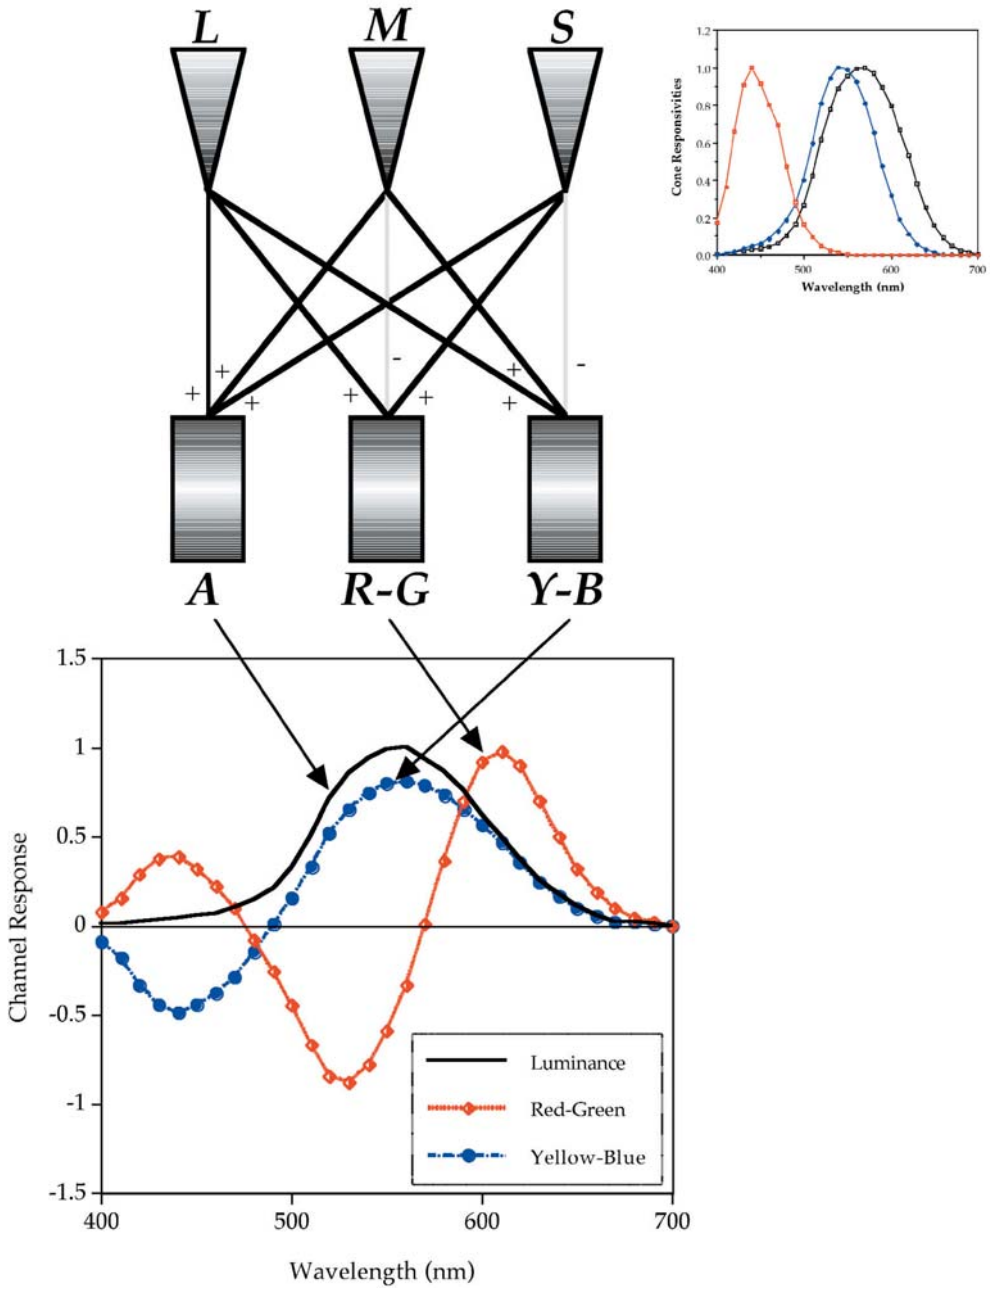 L M S
1.2
1.0
0.8
0.6
0.4
0.2
0.0
Cone Responsivities
400 500 600 700
Wavelength (nm)
- -
+ +
+ + + + +
A R-G Y-B
1.5
1
0.5
0
-0.5
-1
-1.5
Channel Response
Luminance
Red-Green
Yellow-Blue
400 500 600 700
Wavelength (nm)